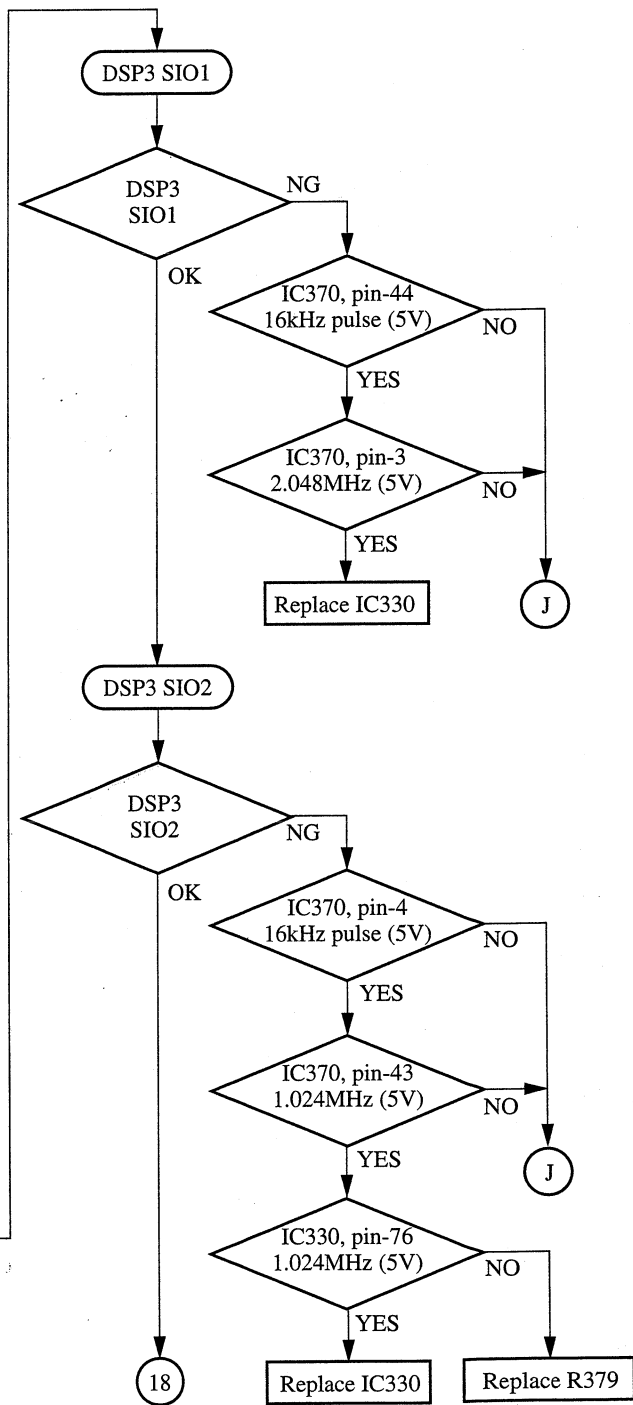 DSP3 SIO1
DSP3
SIO1
NG
OK
IC370, pin-44
16kHz pulse (5V)
NO
YES
IC370, pin-3
2.048MHz (5V)
NO
YES
Replace IC330
J
DSP3 SIO2
DSP3
SIO2
NG
OK
IC370, pin-4
16kHz pulse (5V)
NO
YES
IC370, pin-43
1.024MHz (5V)
NO
YES
J
IC330, pin-76
1.024MHz (5V)
NO
YES
18
Replace IC330
Replace R379